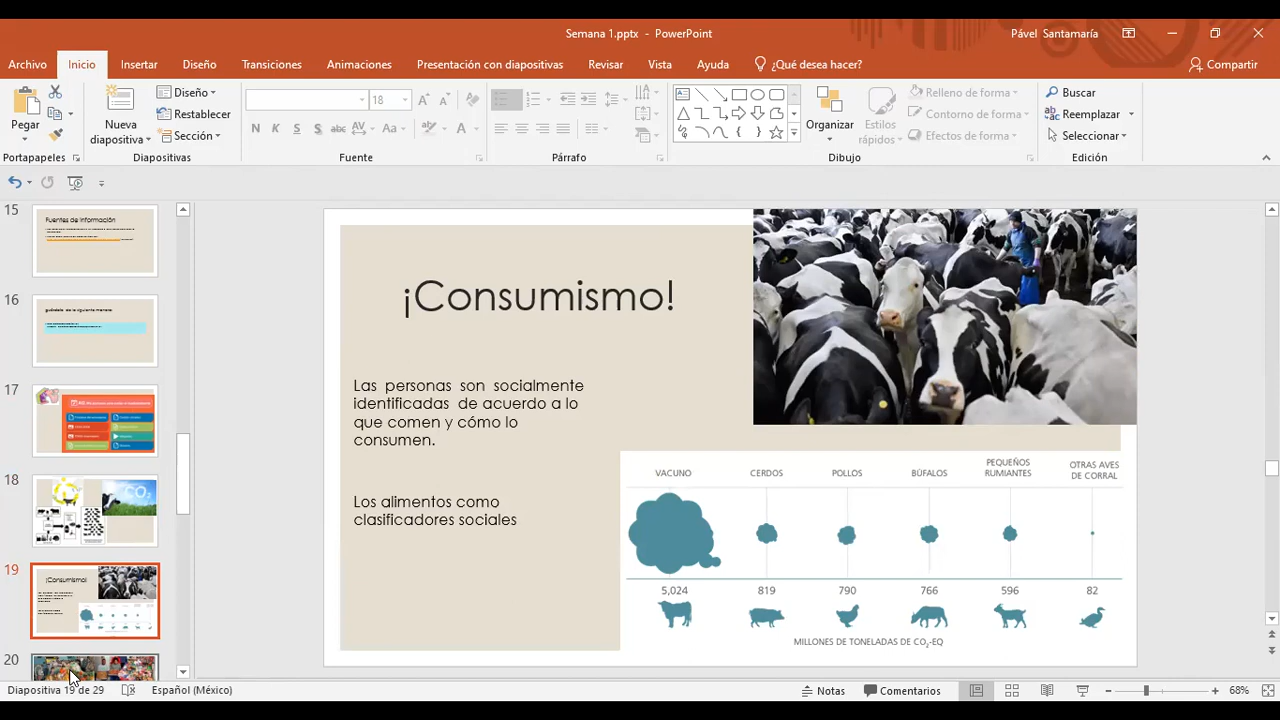 Semana 1.pptx - PowerPoint
Pável Santamaría
Archivo
Inicio
Insertar
Diseño
Transiciones
Animaciones
Presentación con diapositivas
Revisar
Vista
Ayuda
¿Qué desea hacer?
Compartir
Pegar
Nueva
diapositiva
Diseño
Restablecer
Sección
18
N K S S abc AV Aa A
Organizar
Estilos
rápidos
Relleno de forma
Contorno de forma
Efectos de forma
Buscar
Reemplazar
Seleccionar
Portapapeles
Diapositivas
Fuente
Párrafo
Dibujo
Edición
15
Fuentes de información
16
17
18
CO2
19
¡Consumismo!
20
¡Consumismo!
Las personas son socialmente
identificadas de acuerdo a lo
que comen y cómo lo
consumen.
Los alimentos como
clasificadores sociales
VACUNO
CERDOS
POLLOS
BÚFALOS
PEQUEÑOS
RUMIANTES
OTRAS AVES
DE CORRAL
5,024
819
790
766
596
82
MILLONES DE TONELADAS DE CO2-EQ
Diapositiva 19 de 29
Español (México)
Notas
Comentarios
68%